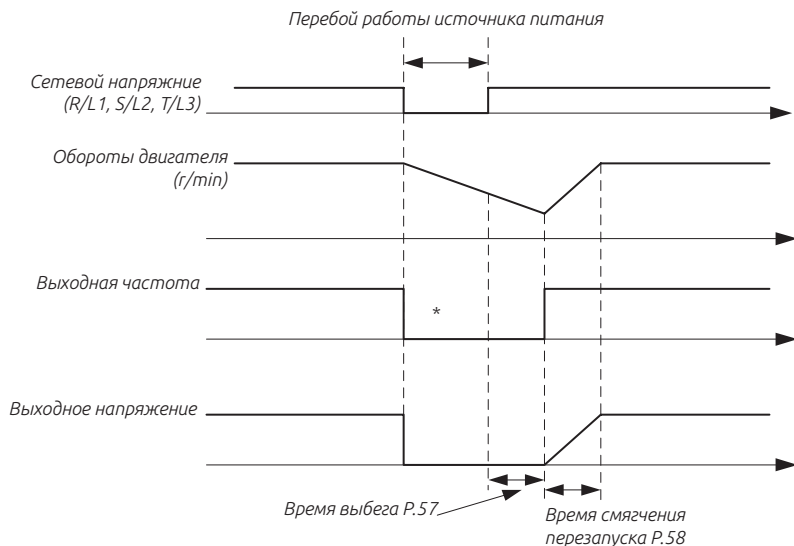 Перебой работы источника питания
Сетевой напряжние
(R/L1, S/L2, T/L3)
Обороты двигателя
(r/min)
Выходная частота
*
Выходное напряжение
Время выбега P.57
Время смягчения
перезапуска P.58